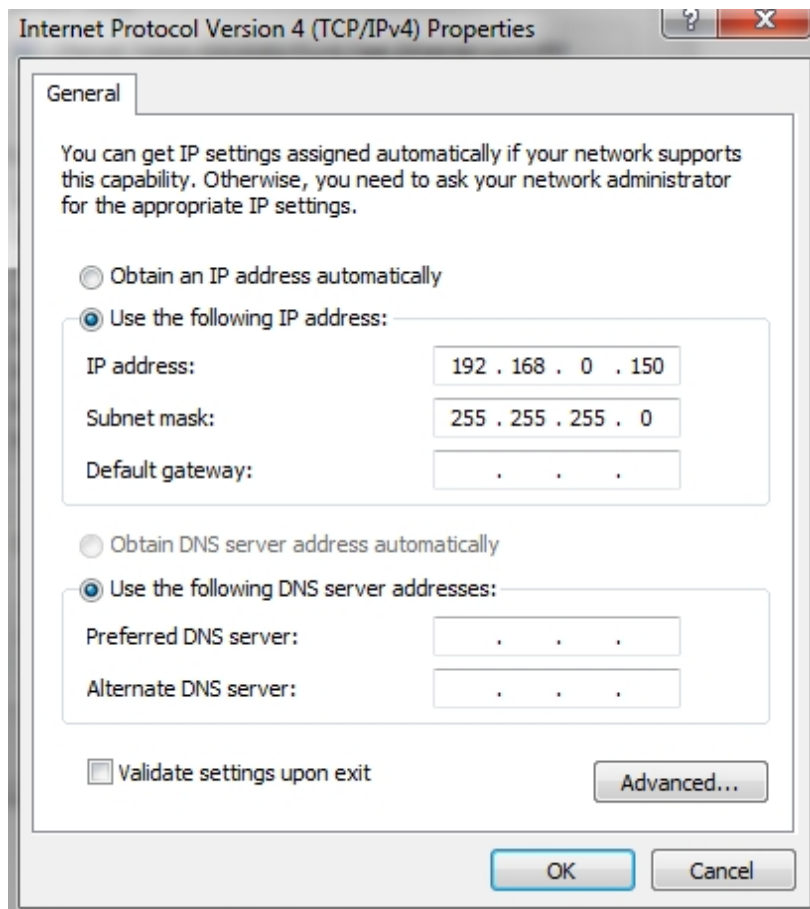 Internet Protocol Version 4 (TCP/IPv4) Properties
?
X
General
You can get IP settings assigned automatically if your network supports
this capability. Otherwise, you need to ask your network administrator
for the appropriate IP settings.
Obtain an IP address automatically
Use the following IP address:
IP address: 192 . 168 . 0 . 150
Subnet mask: 255 . 255 . 255 . 0
Default gateway: . . .
Obtain DNS server address automatically
Use the following DNS server addresses:
Preferred DNS server: . . .
Alternate DNS server: . . .
Validate settings upon exit
Advanced...
OK Cancel